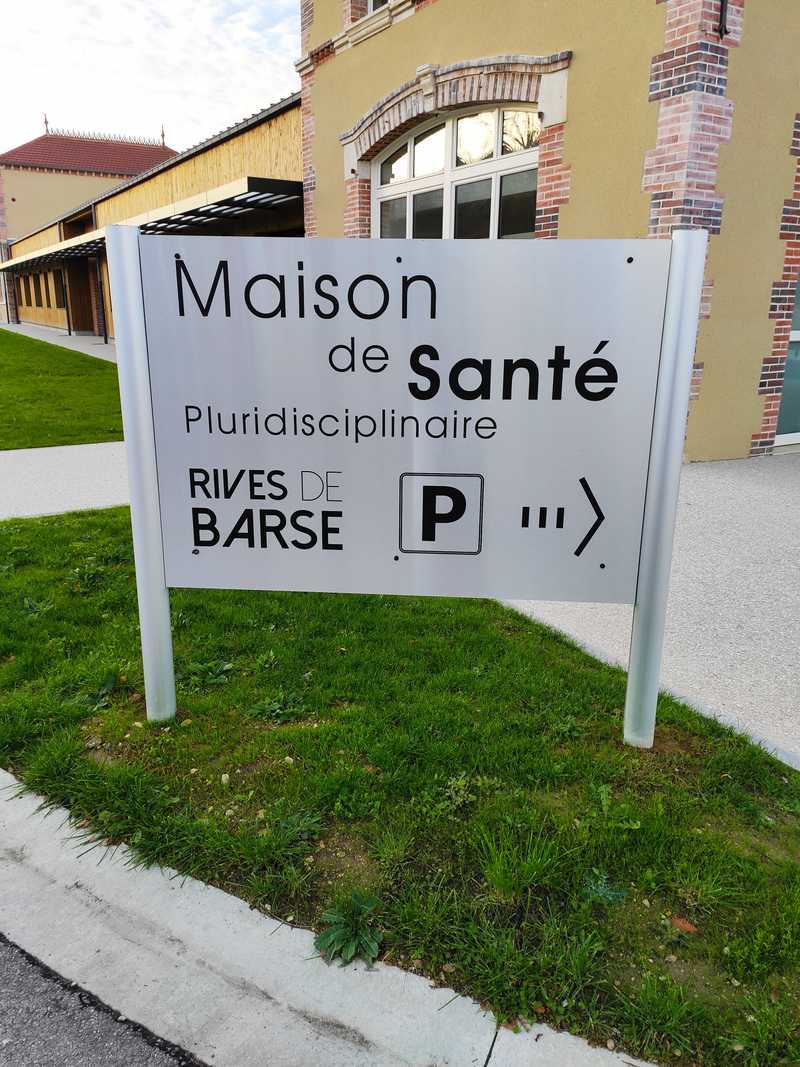 Maison
de Santé
Pluridisciplinaire
RIVES DE
BARSE
P